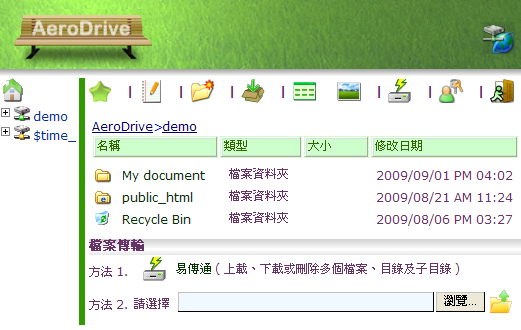 AeroDrive
demo
$time_
AeroDrive>demo
名稱 類型 大小 修改日期
My document 檔案資料夾 2009/09/01 PM 04:02
public_html 檔案資料夾 2009/08/21 AM 11:24
Recycle Bin 檔案資料夾 2009/08/06 PM 03:27
檔案傳輸
方法 1. 易傳通 ( 上載、下載或刪除多個檔案、目錄及子目錄 )
方法 2. 請選擇 瀏覽...